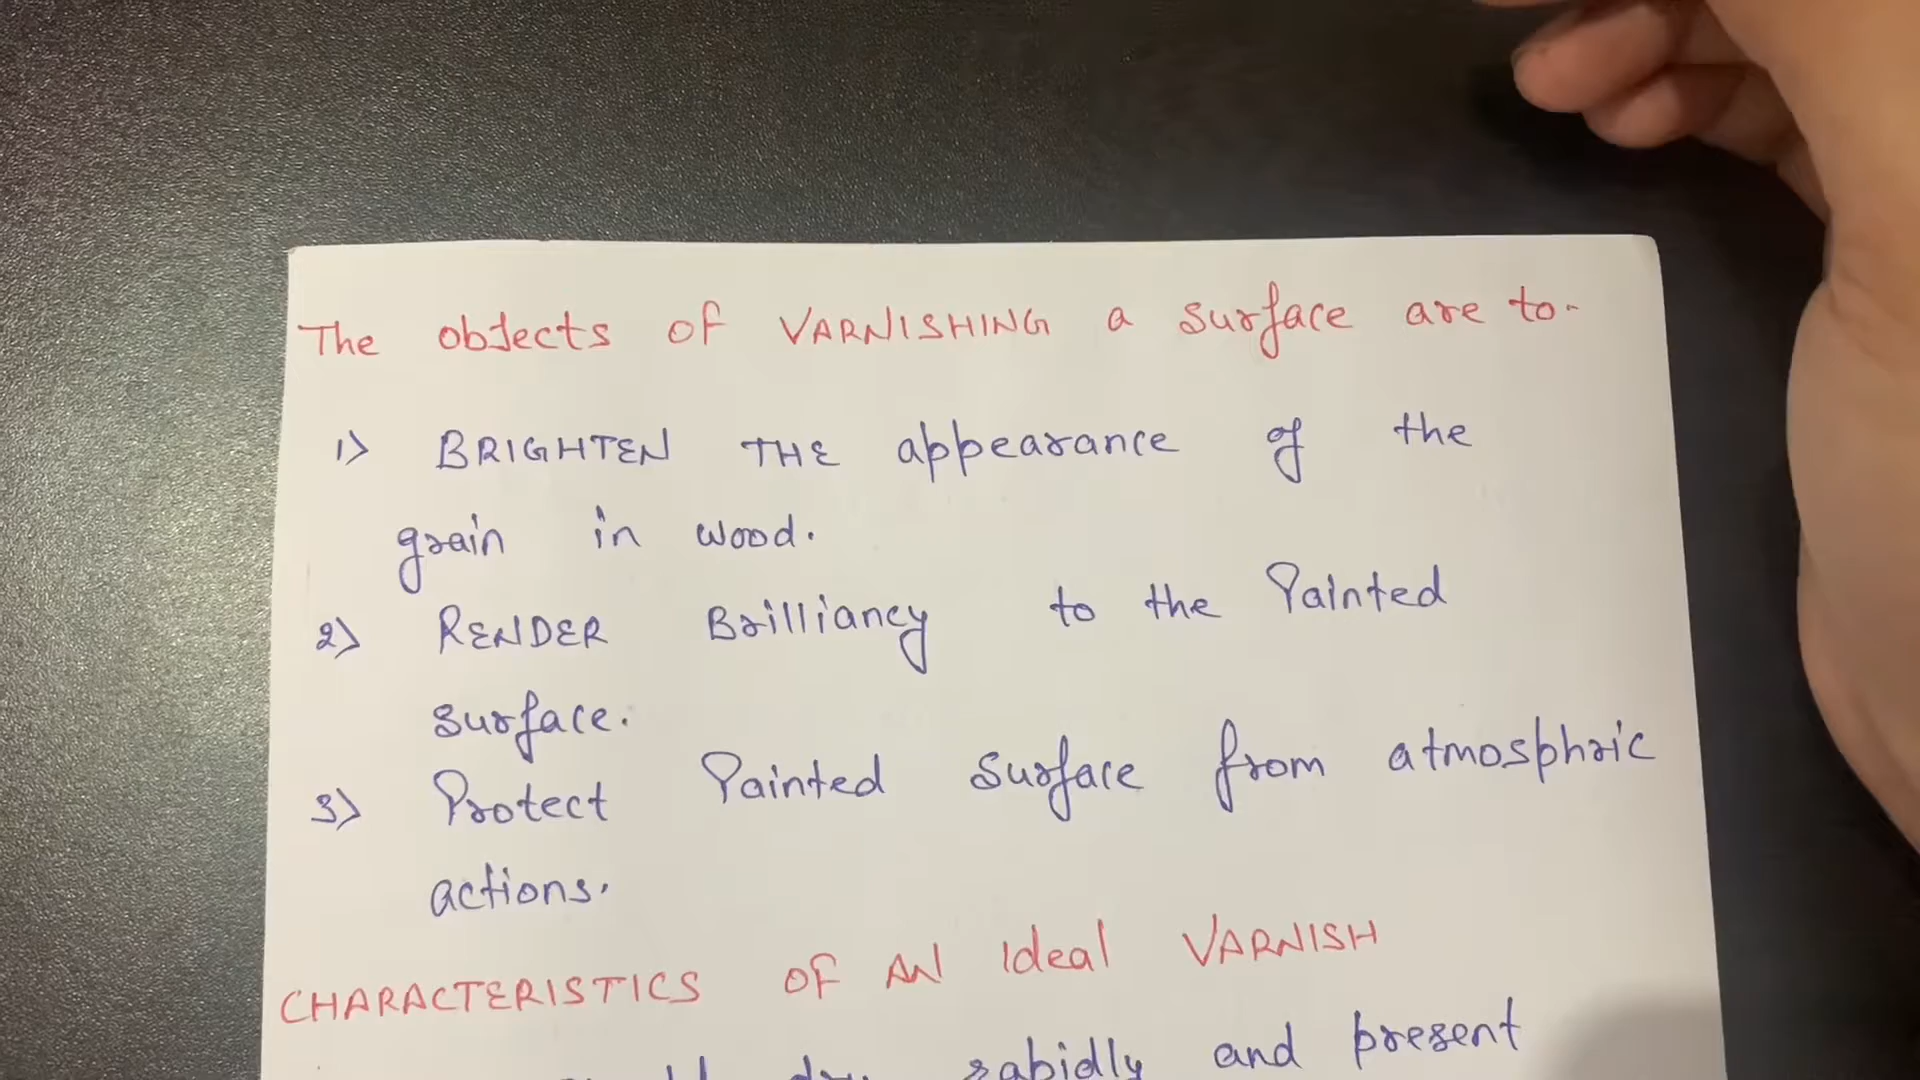 The objects of VARNISHING a surface are to-
1) BRIGHTEN THE appearance of the
grain in wood.
2) RENDER Brilliancy to the Painted
surface.
3) Protect Painted surface from atmosphric
actions.
CHARACTERISTICS OF AN Ideal VARNISH
rapidly and present